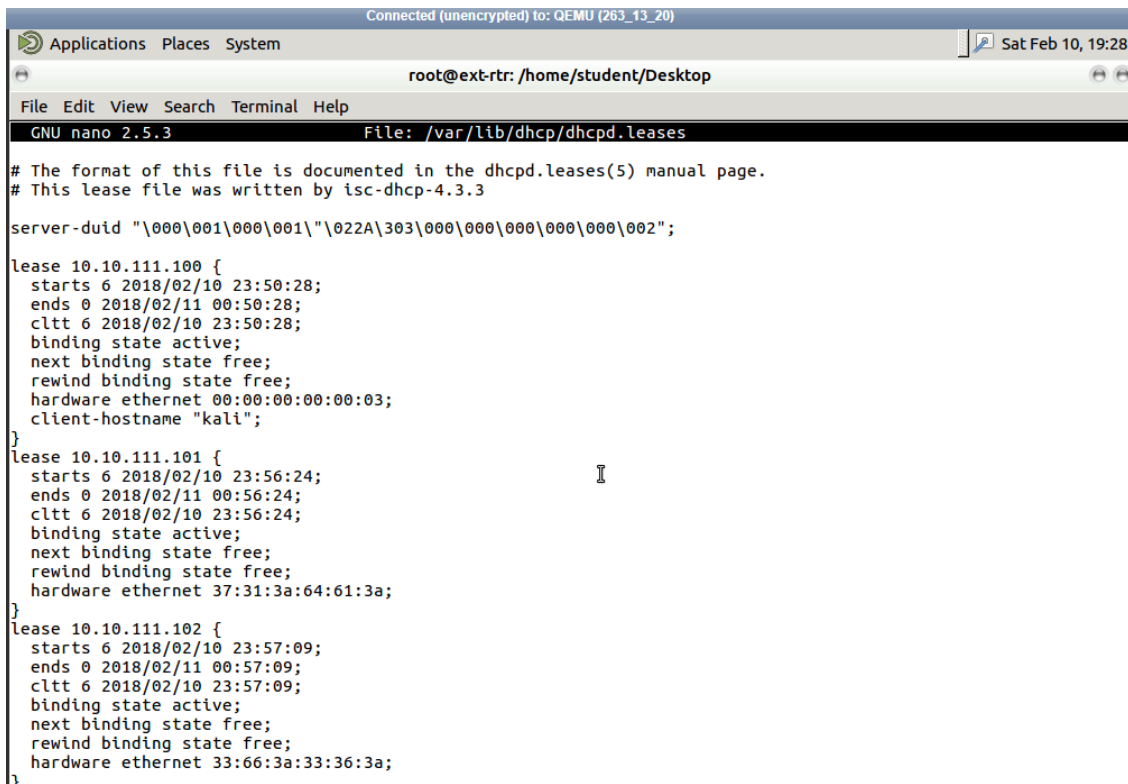 Connected (unencrypted) to: QEMU (263_13_20)
Applications Places System Sat Feb 10, 19:28
root@ext-rtr: /home/student/Desktop
File Edit View Search Terminal Help
GNU nano 2.5.3 File: /var/lib/dhcp/dhcpd.leases
# The format of this file is documented in the dhcpd.leases(5) manual page.
# This lease file was written by isc-dhcp-4.3.3
server-duid "\000\001\000\001\"\022A\303\000\000\000\000\000\002";
lease 10.10.111.100 {
  starts 6 2018/02/10 23:50:28;
  ends 0 2018/02/11 00:50:28;
  cltt 6 2018/02/10 23:50:28;
  binding state active;
  next binding state free;
  rewind binding state free;
  hardware ethernet 00:00:00:00:00:03;
  client-hostname "kali";
}
lease 10.10.111.101 {
  starts 6 2018/02/10 23:56:24;
  ends 0 2018/02/11 00:56:24;
  cltt 6 2018/02/10 23:56:24;
  binding state active;
  next binding state free;
  rewind binding state free;
  hardware ethernet 37:31:3a:64:61:3a;
}
lease 10.10.111.102 {
  starts 6 2018/02/10 23:57:09;
  ends 0 2018/02/11 00:57:09;
  cltt 6 2018/02/10 23:57:09;
  binding state active;
  next binding state free;
  rewind binding state free;
  hardware ethernet 33:66:3a:33:36:3a;
}